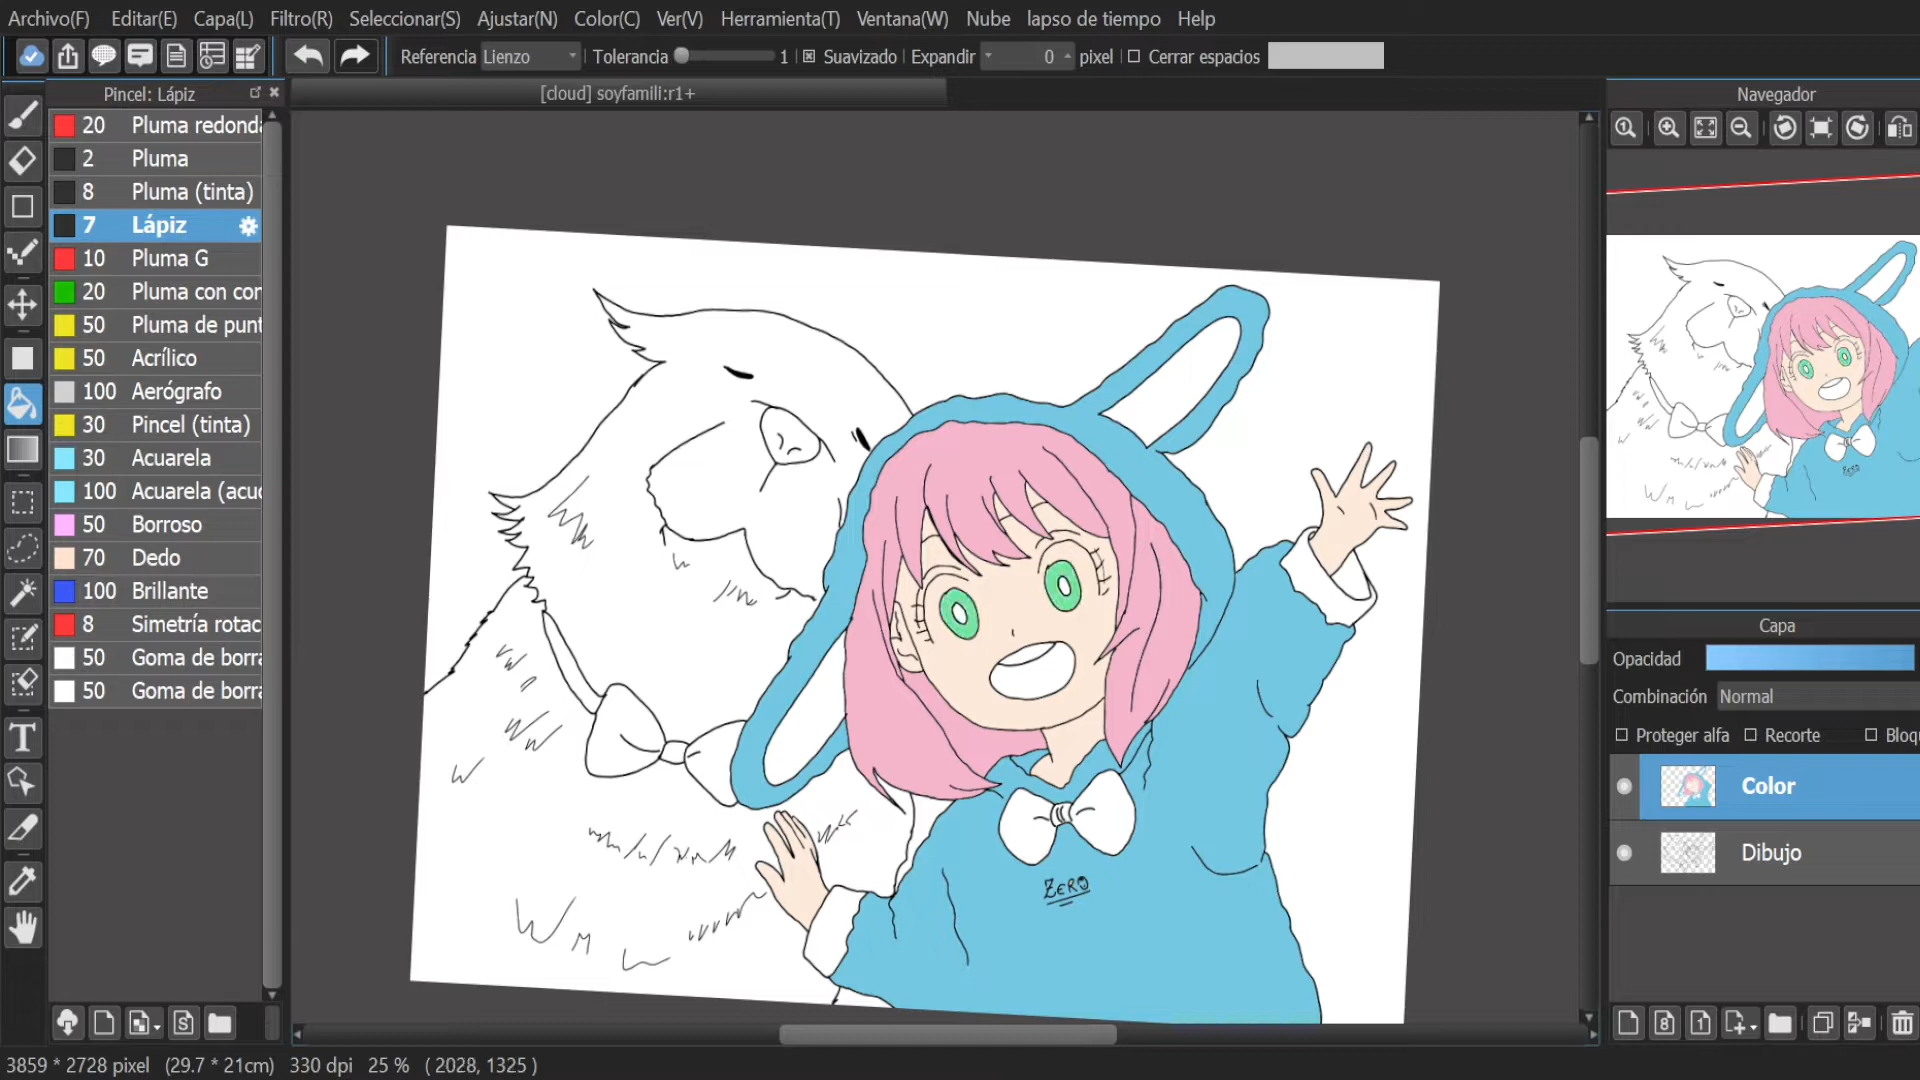 Archivo(F) Editar(E) Capa(L) Filtro(R) Seleccionar(S) Ajustar(N) Color(C) Ver(V) Herramienta(T) Ventana(W) Nube lapso de tiempo Help
Referencia Lienzo Tolerancia 1 Suavizado Expandir 0 pixel Cerrar espacios
Pincel: Lápiz
[cloud] soyfamili:r1+
Navegador
20 Pluma redonda
2 Pluma
8 Pluma (tinta)
7 Lápiz
10 Pluma G
20 Pluma con cor
50 Pluma de punt
50 Acrílico
100 Aerógrafo
30 Pincel (tinta)
30 Acuarela
100 Acuarela (acuo
50 Borroso
70 Dedo
100 Brillante
8 Simetría rotac
50 Goma de borra
50 Goma de borra
ZERO
Capa
Opacidad
Combinación Normal
Proteger alfa Recorte Bloqu
Color
Dibujo
3859 * 2728 pixel (29.7 * 21cm) 330 dpi 25 % ( 2028, 1325 )